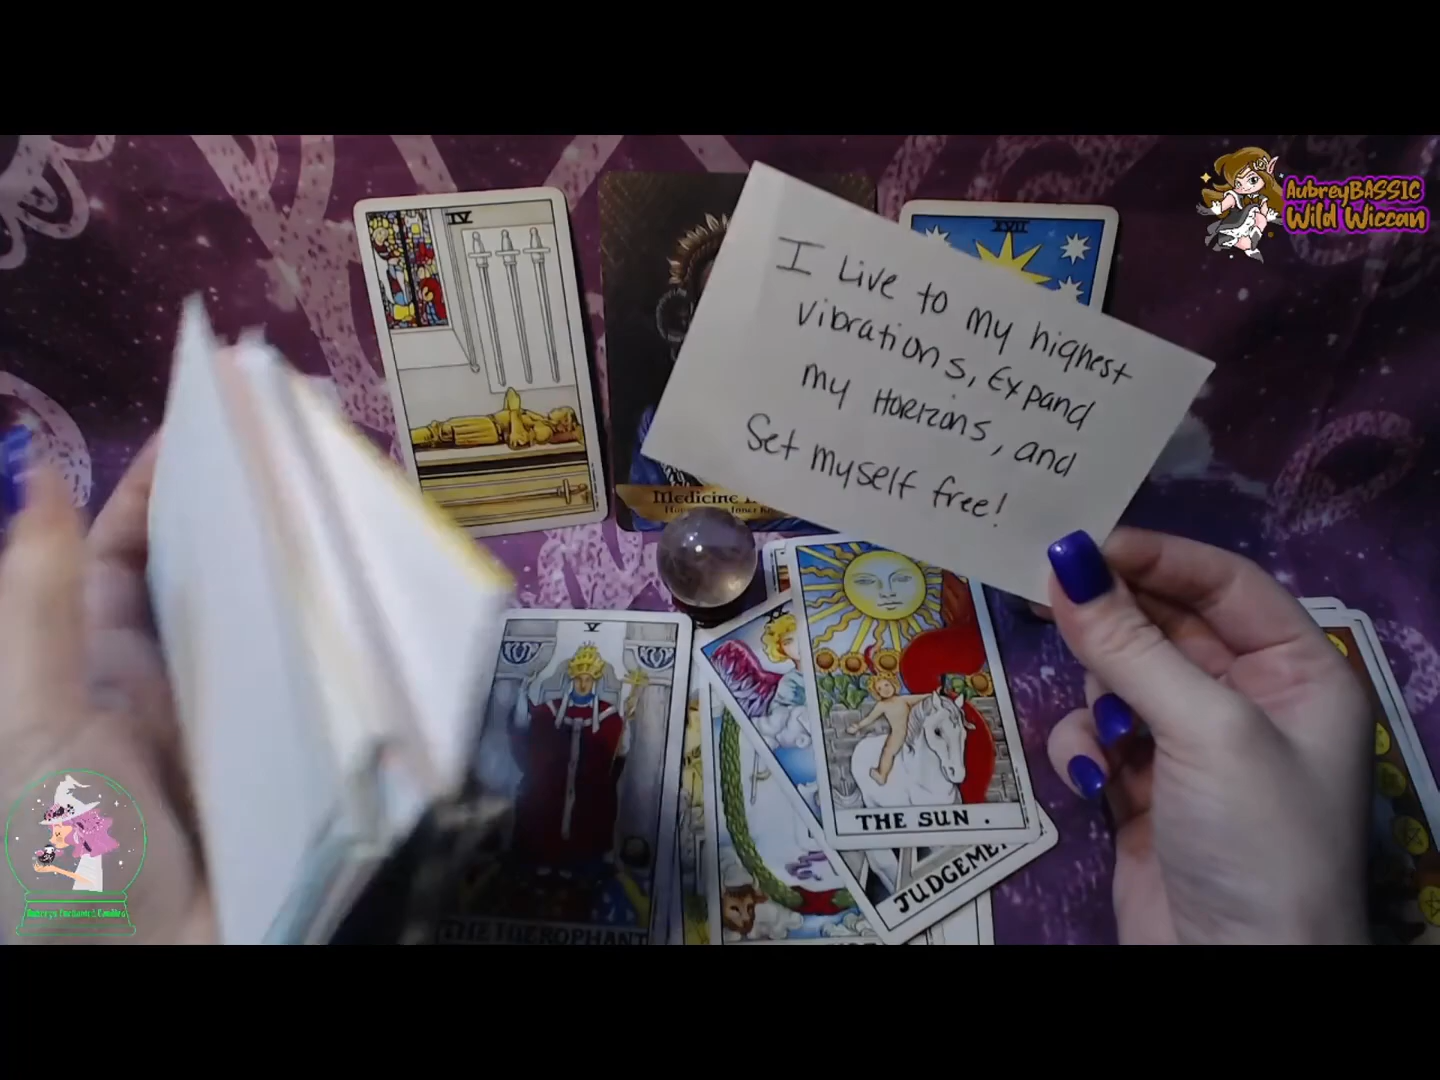 AubreyBASSIC
Wild Wiccan
IV
XVII
I Live to my highest
vibrations, Expand
my Horizons, and
Set myself free!
Medicine
V
THE SUN.
JUDGEME
THE HIEROPHANT